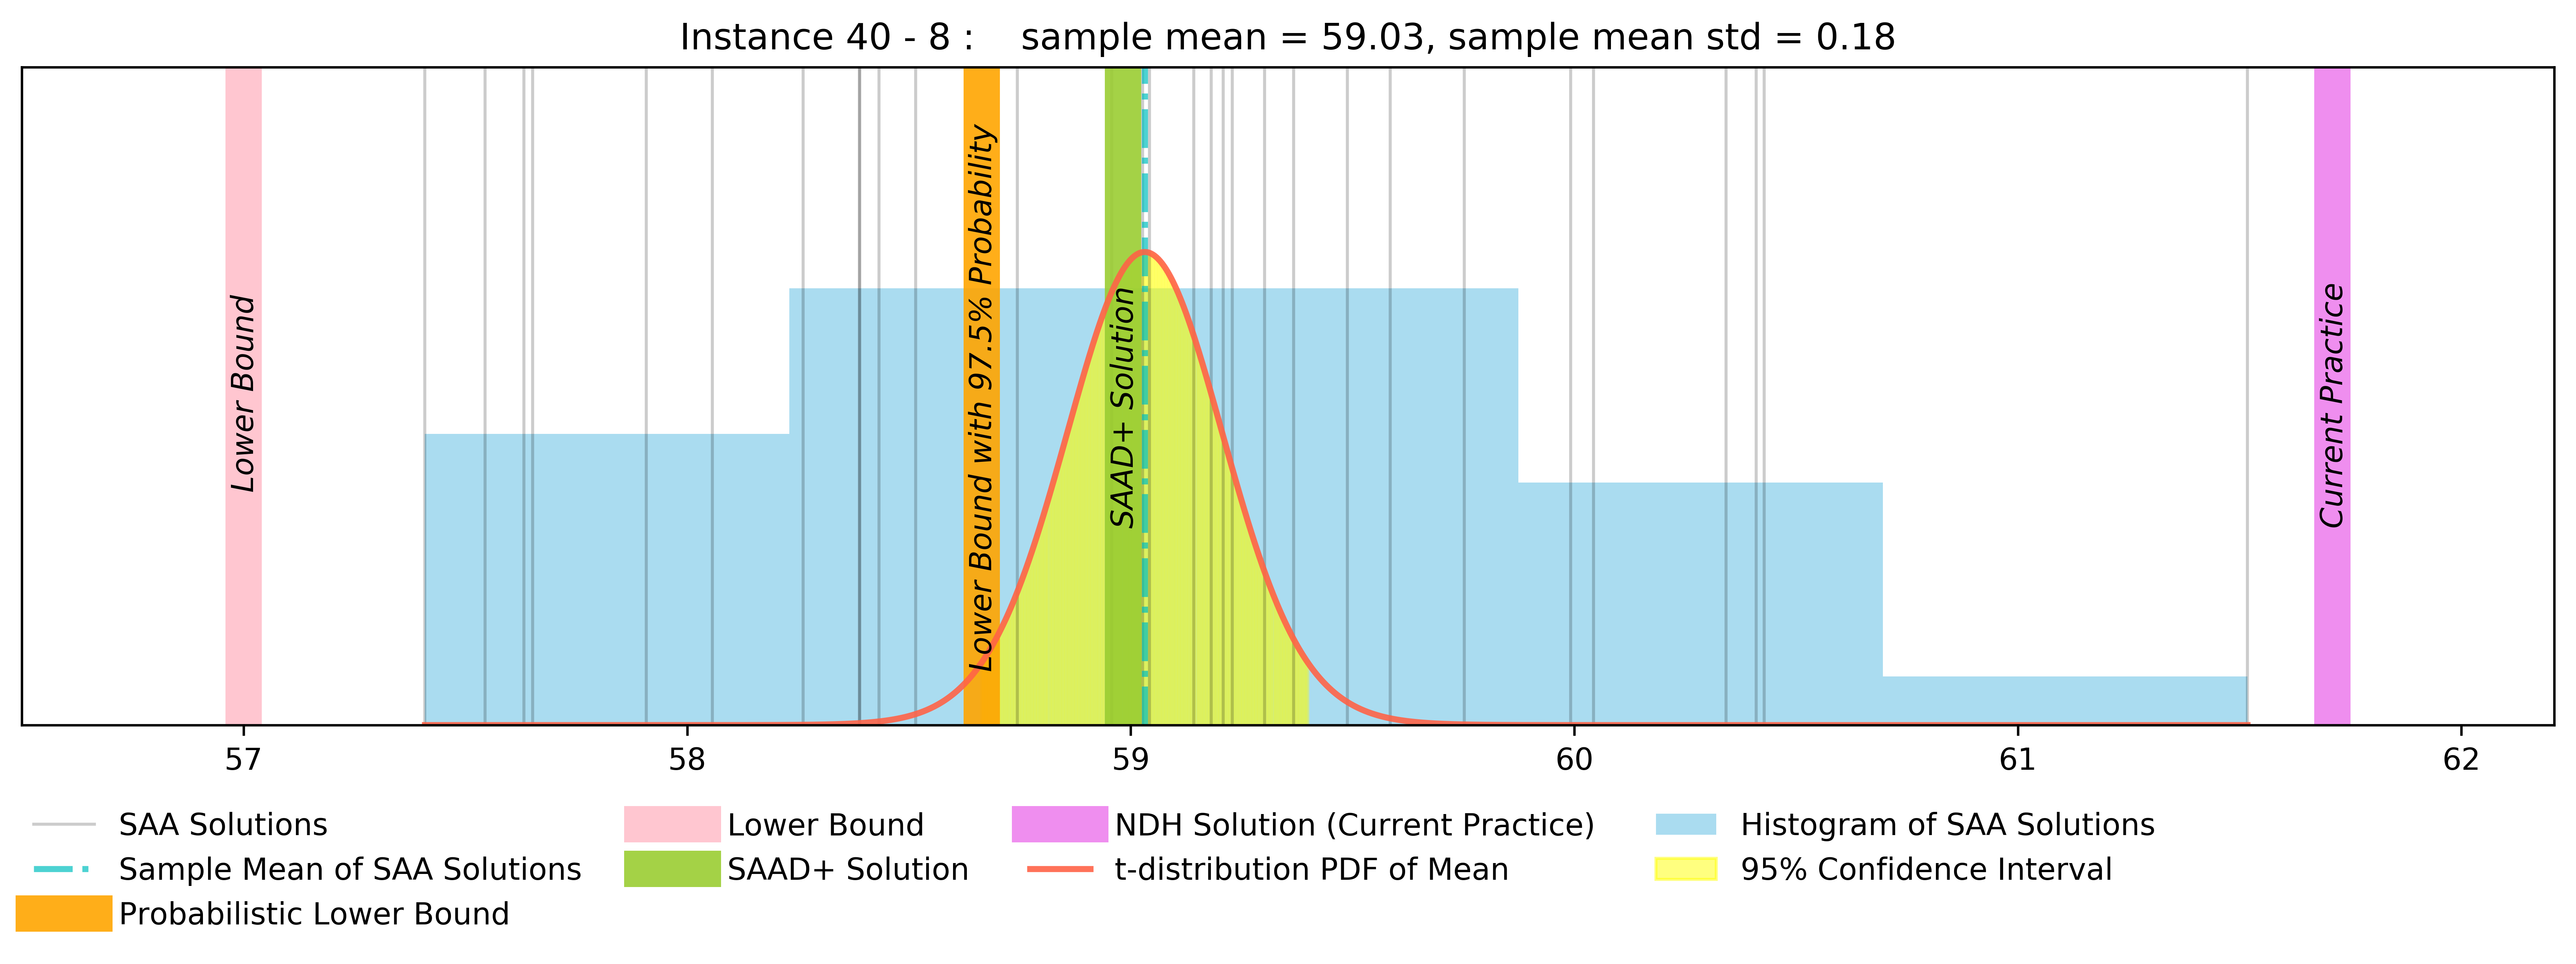 Instance 40 - 8 :    sample mean = 59.03, sample mean std = 0.18
Lower Bound
Lower Bound with 97.5% Probability
SAAD+ Solution
Current Practice
57 58 59 60 61 62
SAA Solutions
Sample Mean of SAA Solutions
Probabilistic Lower Bound
Lower Bound
SAAD+ Solution
NDH Solution (Current Practice)
t-distribution PDF of Mean
Histogram of SAA Solutions
95% Confidence Interval